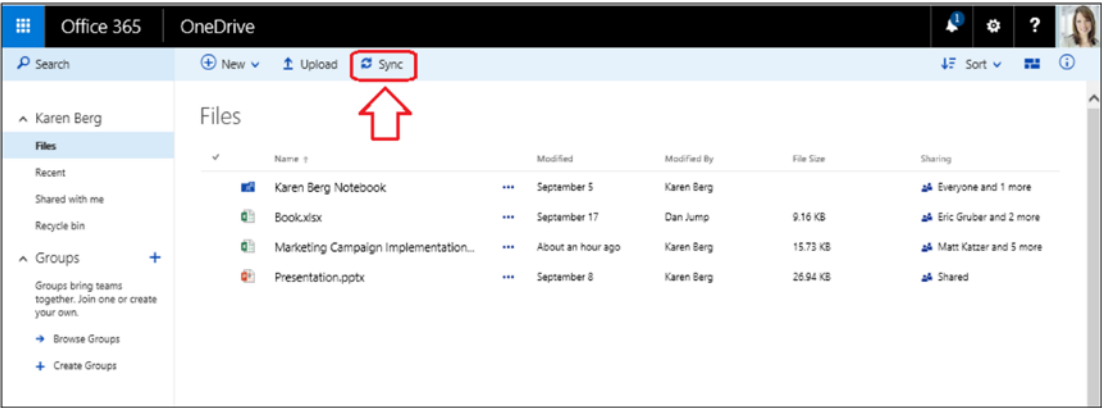 Office 365 OneDrive 1 ?
Search New Upload Sync Sort
Karen Berg
Files
Recent
Shared with me
Recycle bin
Groups +
Groups bring teams
together. Join one or create
your own.
Browse Groups
Create Groups
Files
Name Modified Modified By File Size Sharing
Karen Berg Notebook ... September 5 Karen Berg Everyone and 1 more
Book.xlsx ... September 17 Dan Jump 9.16 KB Eric Gruber and 2 more
Marketing Campaign Implementation... ... About an hour ago Karen Berg 15.73 KB Matt Katzer and 5 more
Presentation.pptx ... September 8 Karen Berg 26.94 KB Shared